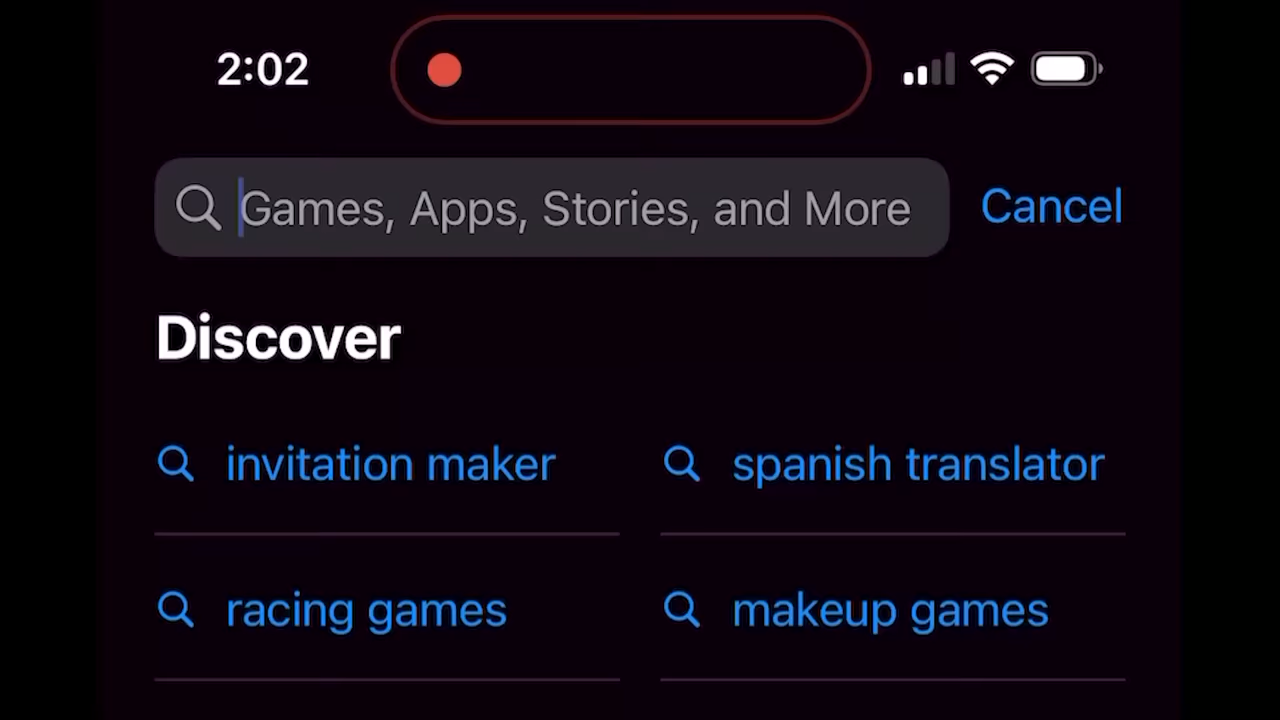 2:02
Games, Apps, Stories, and More
Cancel
Discover
invitation maker
spanish translator
racing games
makeup games